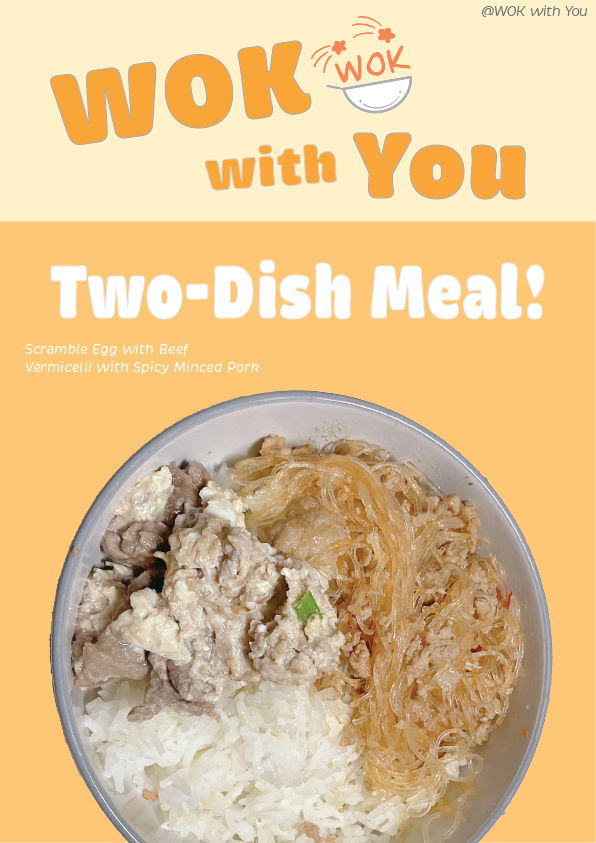 @WOK with You
WOK
WOK
with You
Two-Dish Meal!
Scramble Egg with Beef
Vermicelli with Spicy Minced Pork